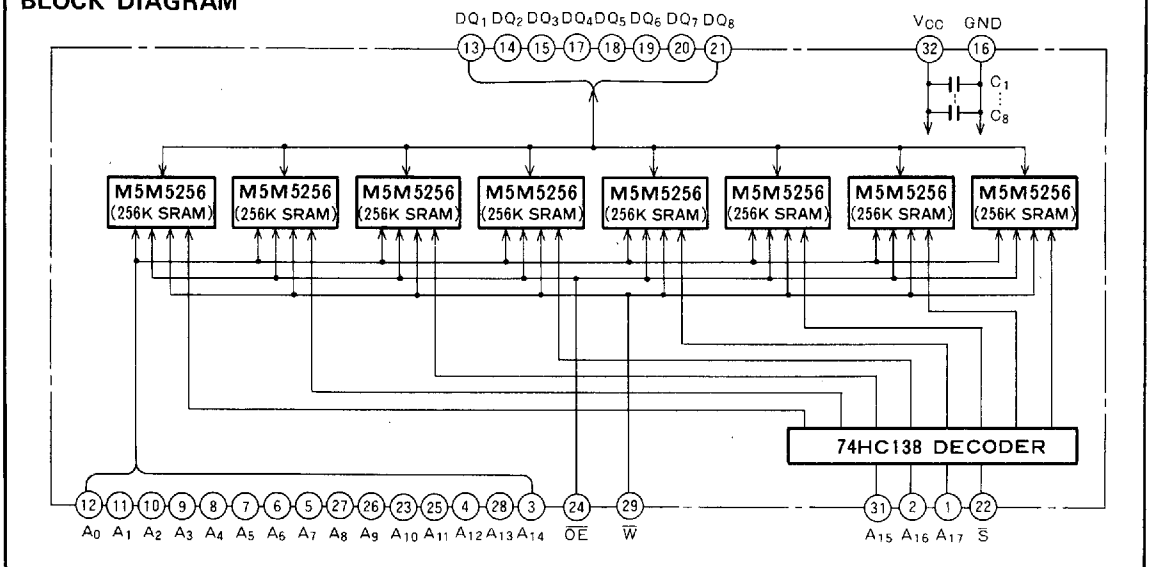 BLOCK DIAGRAM
DQ1 DQ2 DQ3 DQ4 DQ5 DQ6 DQ7 DQ8
VCC GND
13 14 15 17 18 19 20 21
32 16
C1
C8
M5M5256 M5M5256 M5M5256 M5M5256 M5M5256 M5M5256 M5M5256 M5M5256
(256K SRAM) (256K SRAM) (256K SRAM) (256K SRAM) (256K SRAM) (256K SRAM) (256K SRAM) (256K SRAM)
74HC138 DECODER
12 11 10 9 8 7 6 5 27 26 23 25 4 28 3 24 29 31 2 1 22
A0 A1 A2 A3 A4 A5 A6 A7 A8 A9 A10 A11 A12 A13 A14 O̅E̅ W̅ A15 A16 A17 S̅